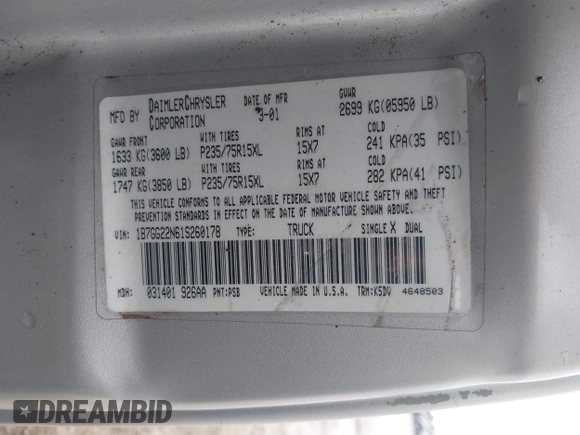 MFD BY DAIMLERCHRYSLER CORPORATION DATE OF MFR 3-01 GVWR 2699 KG(05950 LB)
GAWR FRONT WITH TIRES RIMS AT COLD
1633 KG(3600 LB) P235/75R15XL 15X7 241 KPA(35 PSI)
GAWR REAR WITH TIRES RIMS AT COLD
1747 KG(3850 LB) P235/75R15XL 15X7 282 KPA(41 PSI)
THIS VEHICLE CONFORMS TO ALL APPLICABLE FEDERAL MOTOR VEHICLE SAFETY AND THEFT
PREVENTION STANDARDS IN EFFECT ON THE DATE OF MANUFACTURE SHOWN ABOVE.
VIN: 1B7GG22N61S260178 TYPE: TRUCK SINGLE X DUAL
MDH: 031401 926AA PNT:PSB VEHICLE MADE IN U.S.A. TRM:K5DV 4648503
DREAMBID